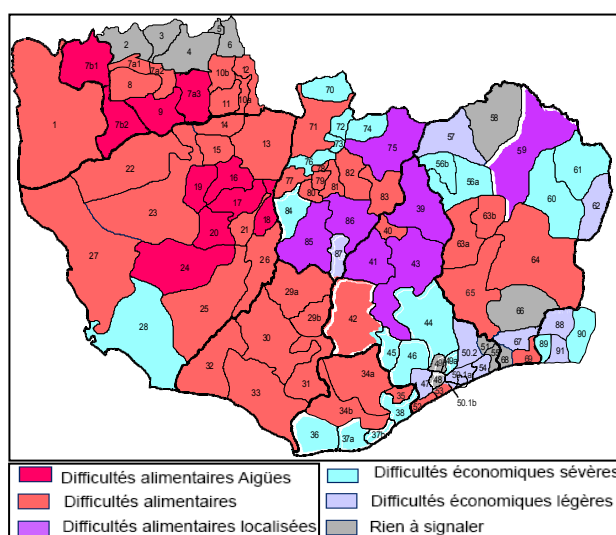 5
2 3 4 6
7b1 7a1 7a2 10b 12
8 7a3
1 9 11 10a
7b2
14
15 13
22
16
19 17
23 20 18
21
27 24 26
25
28
70
72 74
71 73
75
76
78
77 79 82
80 81 83
84
86
85 40 39
87 41 43
57 58
59
56b 56a
61
60 62
63a 63b
64
65
66
29a
29b 42 44
30
32 31
33
34a
34b
45 46
35
36 37a 37b 38
49b 49a 50.2 51 55
48 54
47 50.1a
52 53
50.1b
67 88 90
68 69 89 91
Difficultés alimentaires Aigües
Difficultés alimentaires
Difficultés alimentaires localisées
Difficultés économiques sévères
Difficultés économiques légères
Rien à signaler